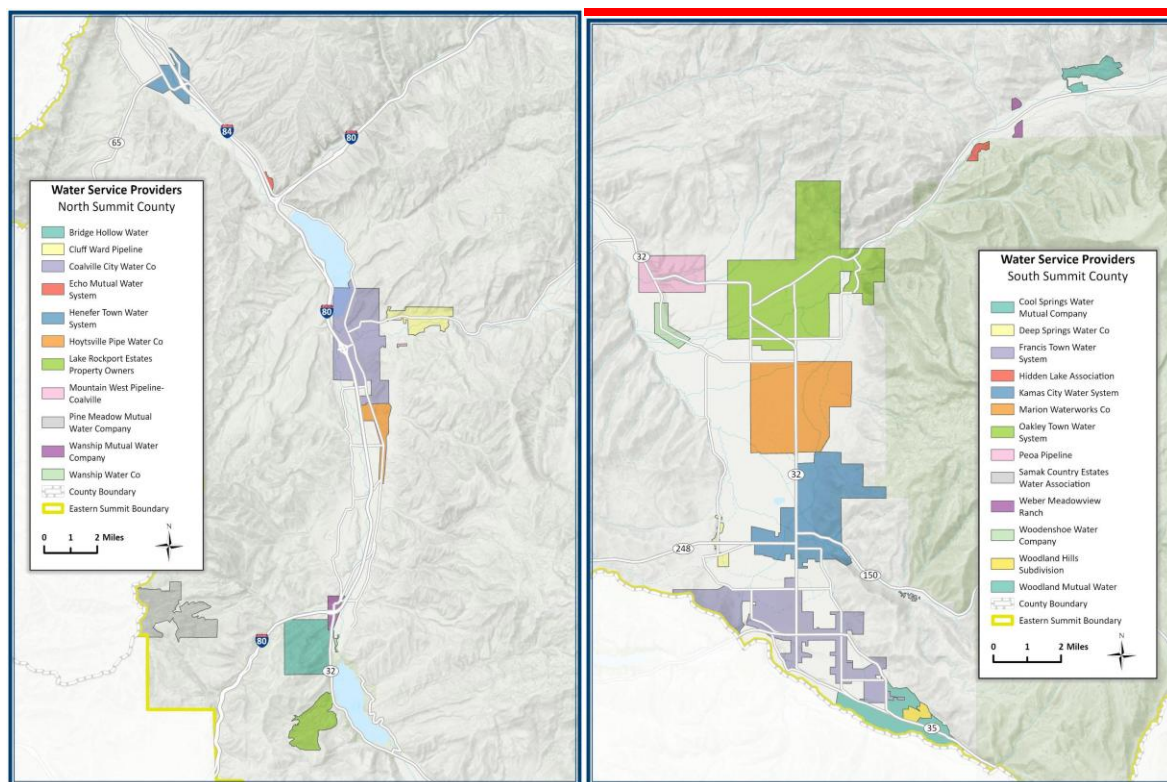 84
80
65
80
80
32
Water Service Providers
North Summit County
Bridge Hollow Water
Cluff Ward Pipeline
Coalville City Water Co
Echo Mutual Water
System
Henefer Town Water
System
Hoytsville Pipe Water Co
Lake Rockport Estates
Property Owners
Mountain West Pipeline-
Coalville
Pine Meadow Mutual
Water Company
Wanship Mutual Water
Company
Wanship Water Co
County Boundary
Eastern Summit Boundary
N
0 1 2 Miles
32
32
248
150
35
Water Service Providers
South Summit County
Cool Springs Water
Mutual Company
Deep Springs Water Co
Francis Town Water
System
Hidden Lake Association
Kamas City Water System
Marion Waterworks Co
Oakley Town Water
System
Peoa Pipeline
Samak Country Estates
Water Association
Weber Meadowview
Ranch
Woodenshoe Water
Company
Woodland Hills
Subdivision
Woodland Mutual Water
County Boundary
Eastern Summit Boundary
N
0 1 2 Miles